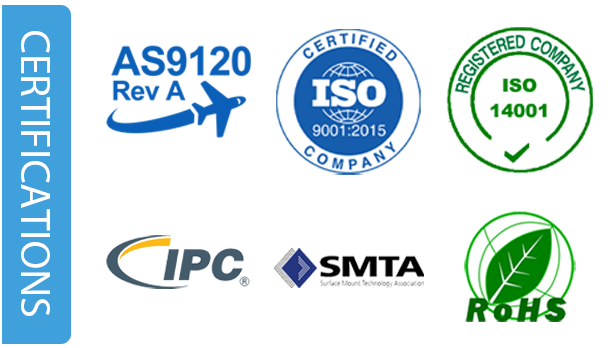 CERTIFICATIONS
AS9120
Rev A
CERTIFIED
ISO
9001:2015
COMPANY
REGISTERED COMPANY
ISO
14001
IPC®
SMTA
Surface Mount Technology Association
RoHS